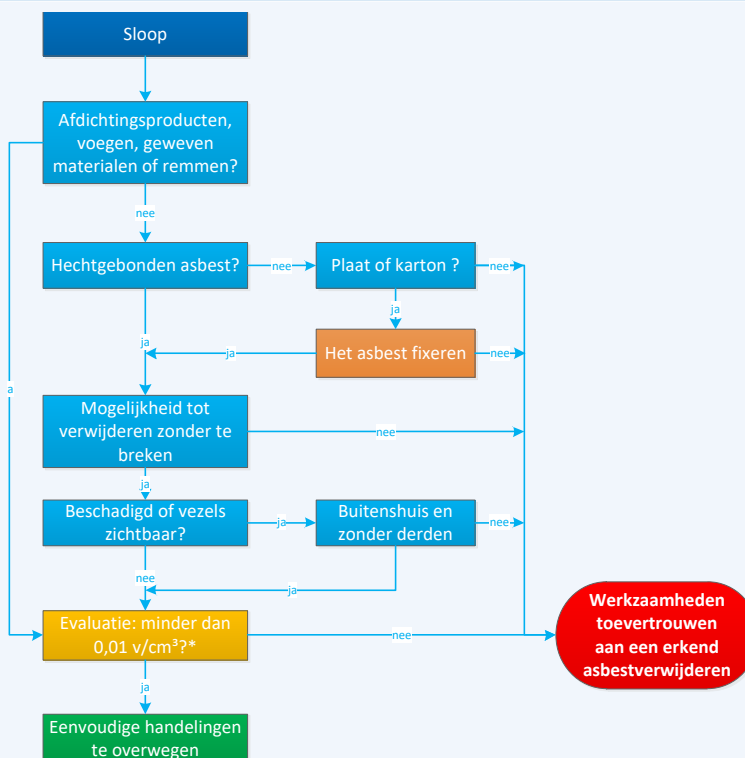 Sloop
Afdichtingsproducten,
voegen, geweven
materialen of remmen?
nee
Hechtgebonden asbest?
nee
Plaat of karton ?
nee
ja
ja
Het asbest fixeren
ja
nee
a
Mogelijkheid tot
verwijderen zonder te
breken
nee
ja
Beschadigd of vezels
zichtbaar?
ja
Buitenshuis en
zonder derden
nee
nee
ja
Evaluatie: minder dan
0,01 v/cm³?*
nee
Werkzaamheden
toevertrouwen
aan een erkend
asbestverwijderen
ja
Eenvoudige handelingen
te overwegen